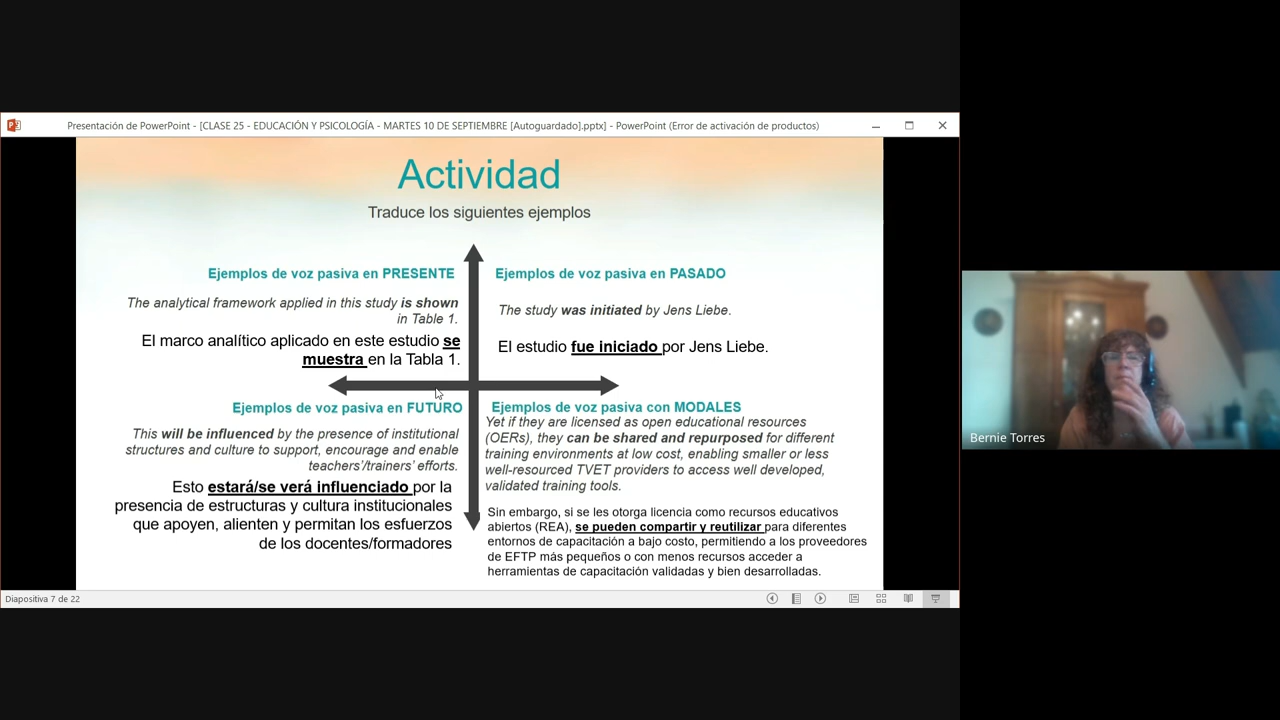 Presentación de PowerPoint - [CLASE 25 - EDUCACIÓN Y PSICOLOGÍA - MARTES 10 DE SEPTIEMBRE [Autoguardado].pptx] - PowerPoint (Error de activación de productos)
Actividad
Traduce los siguientes ejemplos
Ejemplos de voz pasiva en PRESENTE
The analytical framework applied in this study is shown
in Table 1.
El marco analítico aplicado en este estudio se
muestra en la Tabla 1.
Ejemplos de voz pasiva en PASADO
The study was initiated by Jens Liebe.
El estudio fue iniciado por Jens Liebe.
Ejemplos de voz pasiva en FUTURO
This will be influenced by the presence of institutional
structures and culture to support, encourage and enable
teachers'/trainers' efforts.
Esto estará/se verá influenciado por la
presencia de estructuras y cultura institucionales
que apoyen, alienten y permitan los esfuerzos
de los docentes/formadores
Ejemplos de voz pasiva con MODALES
Yet if they are licensed as open educational resources
(OERs), they can be shared and repurposed for different
training environments at low cost, enabling smaller or less
well-resourced TVET providers to access well developed,
validated training tools.
Sin embargo, si se les otorga licencia como recursos educativos
abiertos (REA), se pueden compartir y reutilizar para diferentes
entornos de capacitación a bajo costo, permitiendo a los proveedores
de EFTP más pequeños o con menos recursos acceder a
herramientas de capacitación validadas y bien desarrolladas.
Diapositiva 7 de 22
Bernie Torres